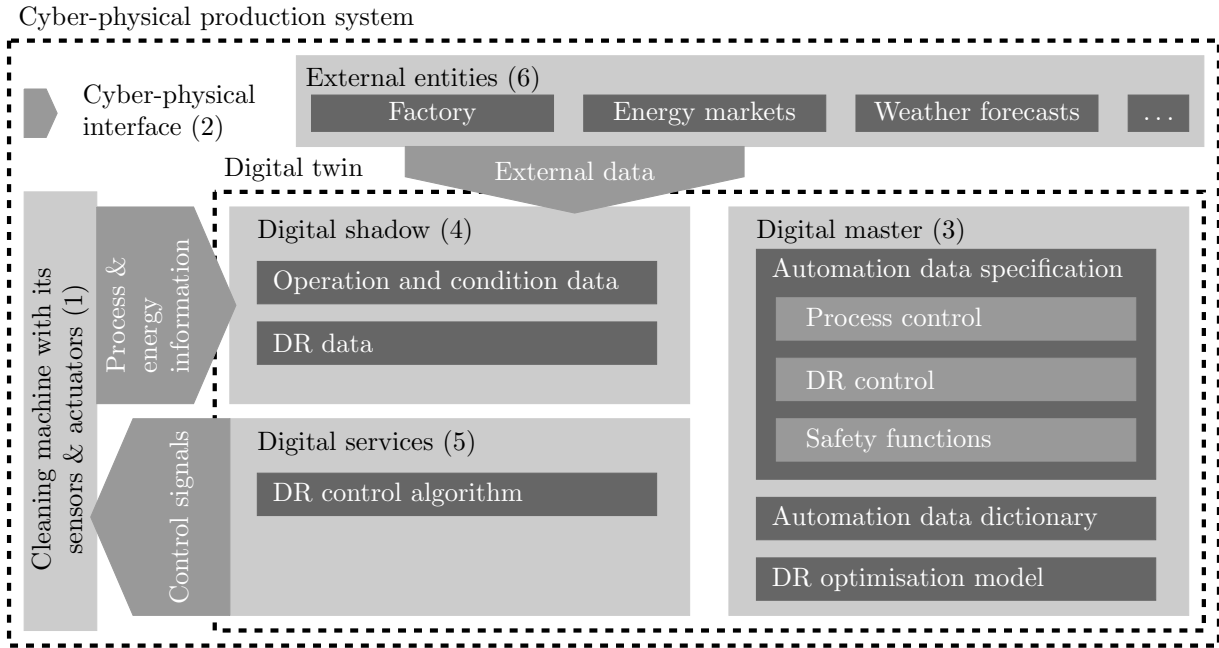 Cyber-physical production system
Cyber-physical
interface (2)
External entities (6)
Factory
Energy markets
Weather forecasts
...
External data
Digital twin
Cleaning machine with its
sensors & actuators (1)
Process &
energy
information
Control signals
Digital shadow (4)
Operation and condition data
DR data
Digital services (5)
DR control algorithm
Digital master (3)
Automation data specification
Process control
DR control
Safety functions
Automation data dictionary
DR optimisation model